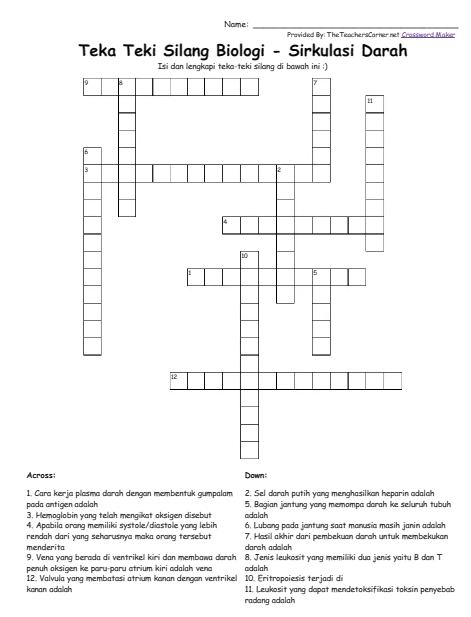 Name: ______________________
Provided By: TheTeachersCorner.net Crossword Maker
Teka Teki Silang Biologi - Sirkulasi Darah
Isi dan lengkapi teka-teki silang di bawah ini :)
9
8
7
11
6
3
2
4
10
1
5
12
Across:
1. Cara kerja plasma darah dengan membentuk gumpalam
pada antigen adalah
3. Hemoglobin yang telah mengikat oksigen disebut
4. Apabila orang memiliki systole/diastole yang lebih
rendah dari yang seharusnya maka orang tersebut
menderita
9. Vena yang berada di ventrikel kiri dan membawa darah
penuh oksigen ke paru-paru atrium kiri adalah vena
12. Valvula yang membatasi atrium kanan dengan ventrikel
kanan adalah
Down:
2. Sel darah putih yang menghasilkan heparin adalah
5. Bagian jantung yang memompa darah ke seluruh tubuh
adalah
6. Lubang pada jantung saat manusia masih janin adalah
7. Hasil akhir dari pembekuan darah untuk membekukan
darah adalah
8. Jenis leukosit yang memiliki dua jenis yaitu B dan T
adalah
10. Eritropoiesis terjadi di
11. Leukosit yang dapat mendetoksifikasi toksin penyebab
radang adalah